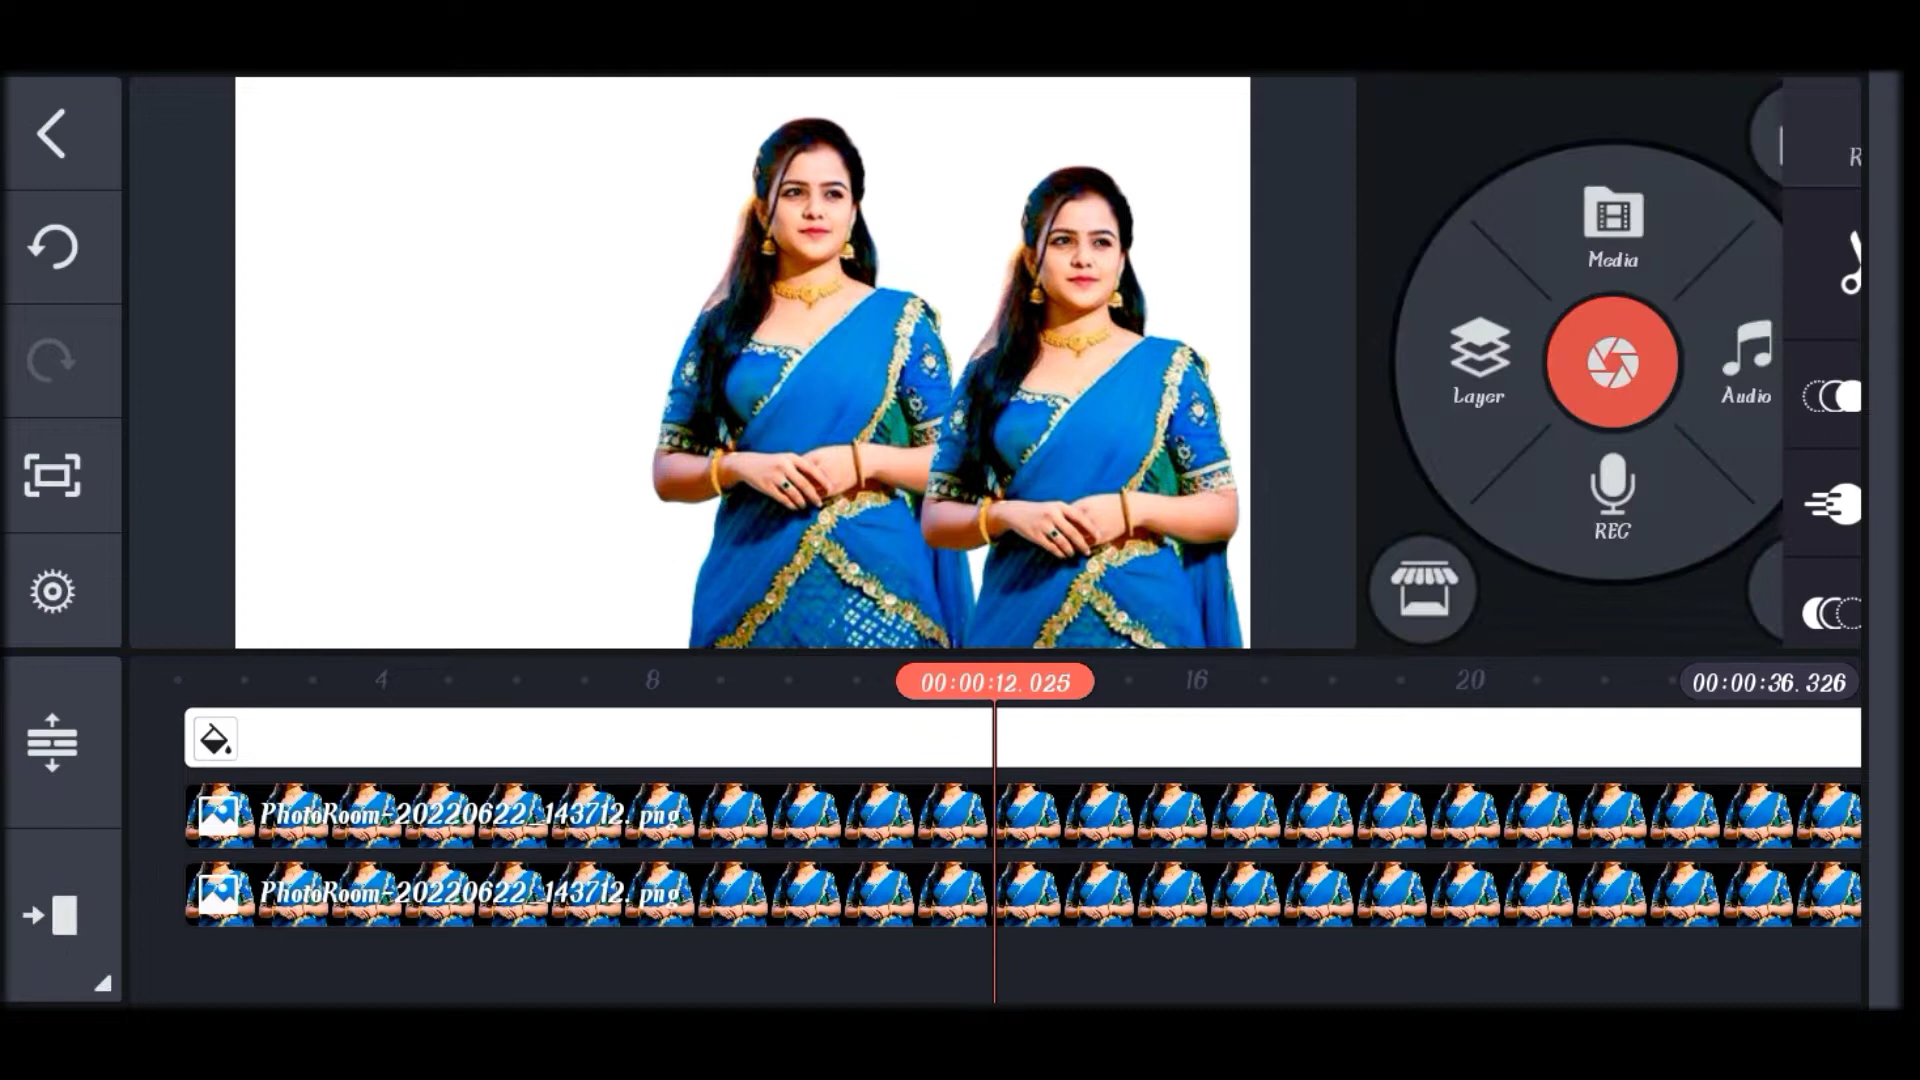 R
Media
Layer
Audio
REC
4
8
00:00:12.025
16
20
00:00:36.326
PhotoRoom-20220622_143712.png
PhotoRoom-20220622_143712.png